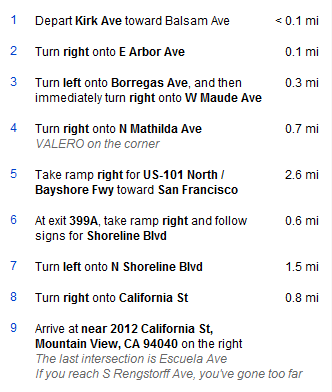 1 Depart Kirk Ave toward Balsam Ave < 0.1 mi
2 Turn right onto E Arbor Ave 0.1 mi
3 Turn left onto Borregas Ave, and then 0.3 mi
immediately turn right onto W Maude Ave
4 Turn right onto N Mathilda Ave 0.7 mi
VALERO on the corner
5 Take ramp right for US-101 North / 2.6 mi
Bayshore Fwy toward San Francisco
6 At exit 399A, take ramp right and follow 0.6 mi
signs for Shoreline Blvd
7 Turn left onto N Shoreline Blvd 1.5 mi
8 Turn right onto California St 0.8 mi
9 Arrive at near 2012 California St,
Mountain View, CA 94040 on the right
The last intersection is Escuela Ave
If you reach S Rengstorff Ave, you've gone too far